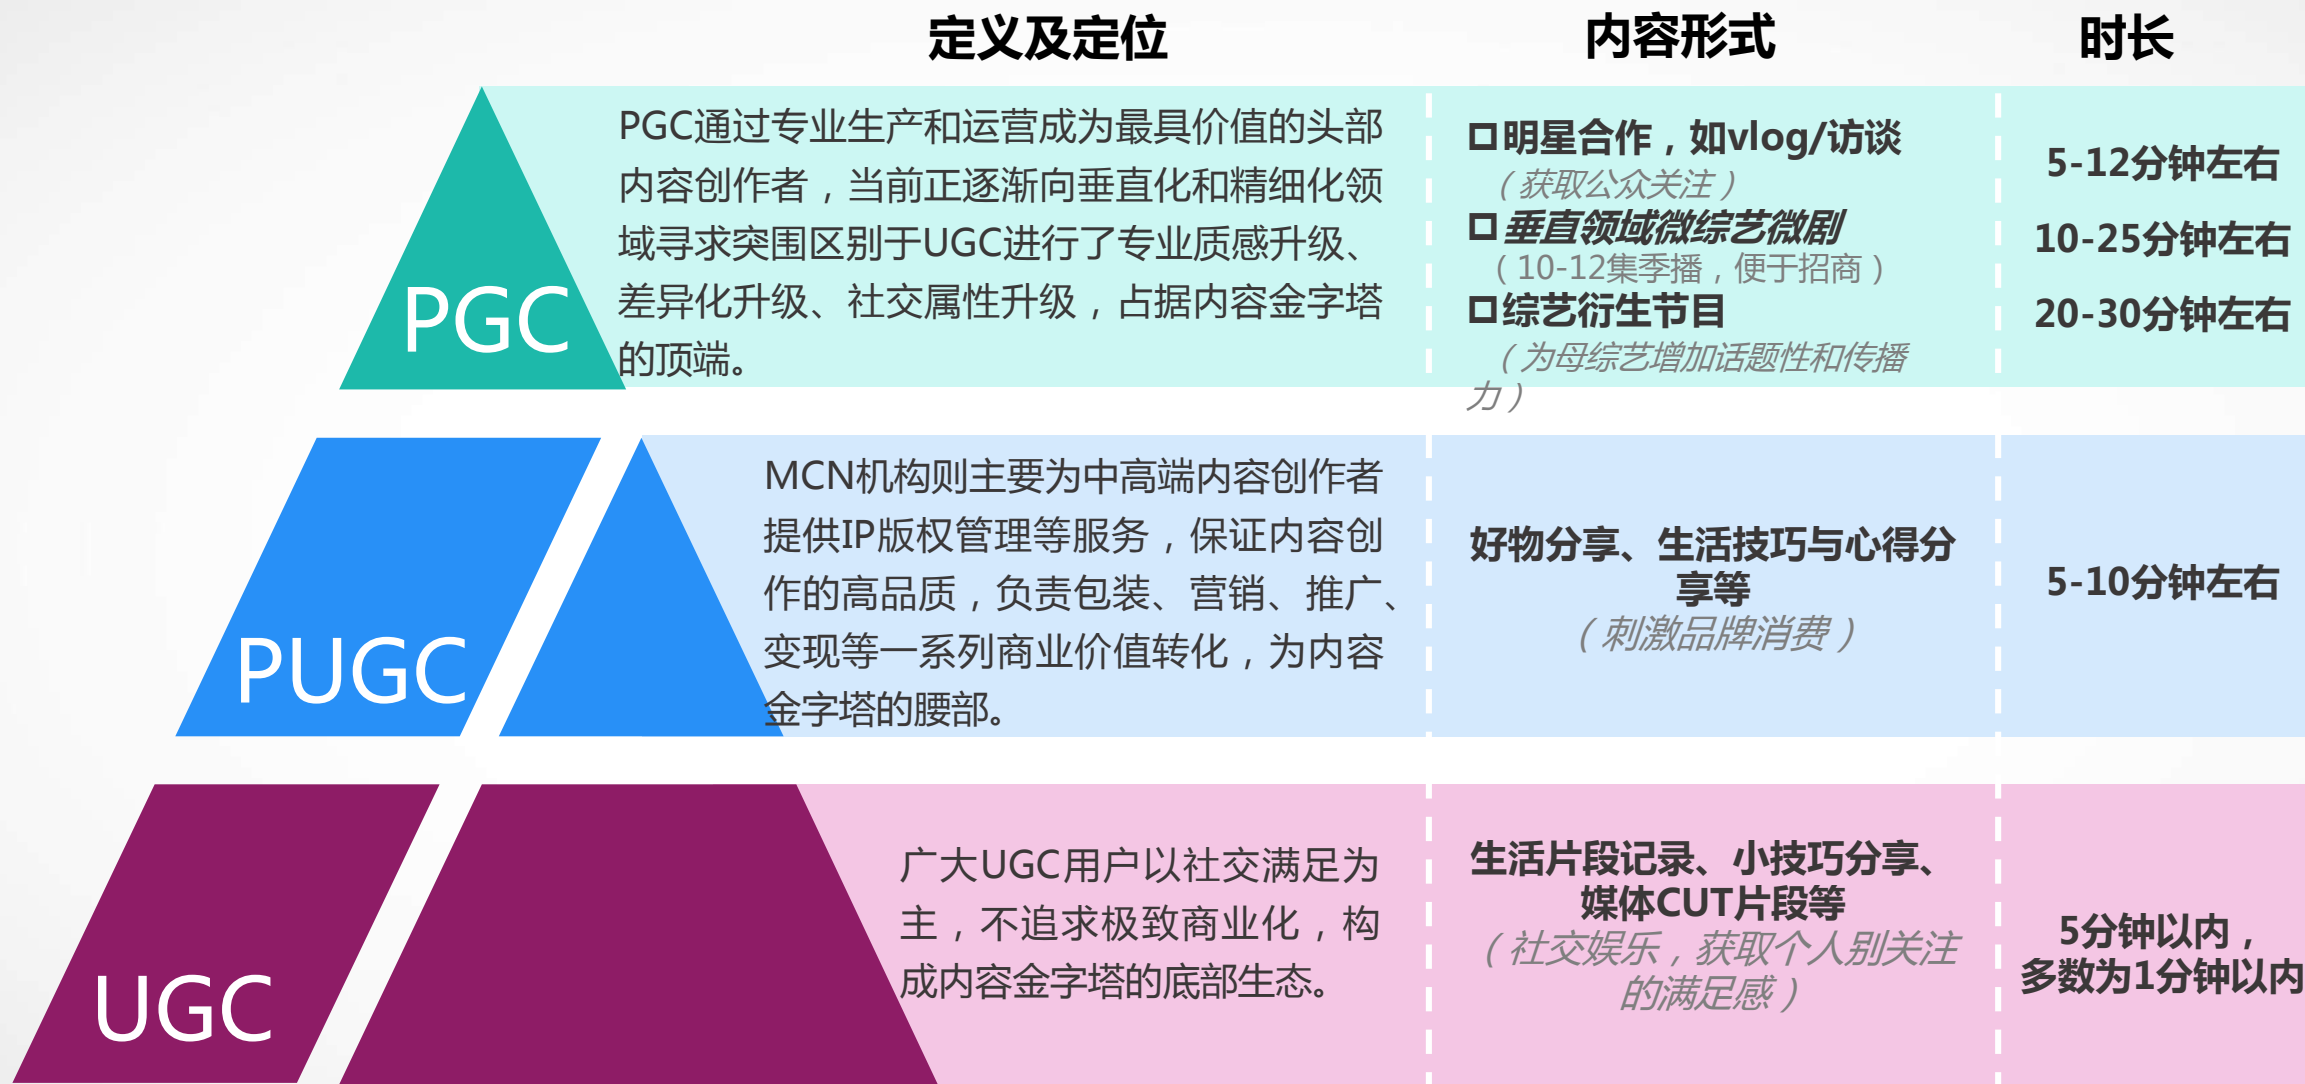 定义及定位
内容形式
时长
PGC
PGC通过专业生产和运营成为最具价值的头部
内容创作者，当前正逐渐向垂直化和精细化领
域寻求突围区别于UGC进行了专业质感升级、
差异化升级、社交属性升级，占据内容金字塔
的顶端。
明星合作，如vlog/访谈
（获取公众关注）
垂直领域微综艺微剧
（10-12集季播，便于招商）
综艺衍生节目
（为母综艺增加话题性和传播
力）
5-12分钟左右
10-25分钟左右
20-30分钟左右
PUGC
MCN机构则主要为中高端内容创作者
提供IP版权管理等服务，保证内容创
作的高品质，负责包装、营销、推广、
变现等一系列商业价值转化，为内容
金字塔的腰部。
好物分享、生活技巧与心得分
享等
（刺激品牌消费）
5-10分钟左右
UGC
广大UGC用户以社交满足为
主，不追求极致商业化，构
成内容金字塔的底部生态。
生活片段记录、小技巧分享、
媒体CUT片段等
（社交娱乐，获取个人别关注
的满足感）
5分钟以内，
多数为1分钟以内